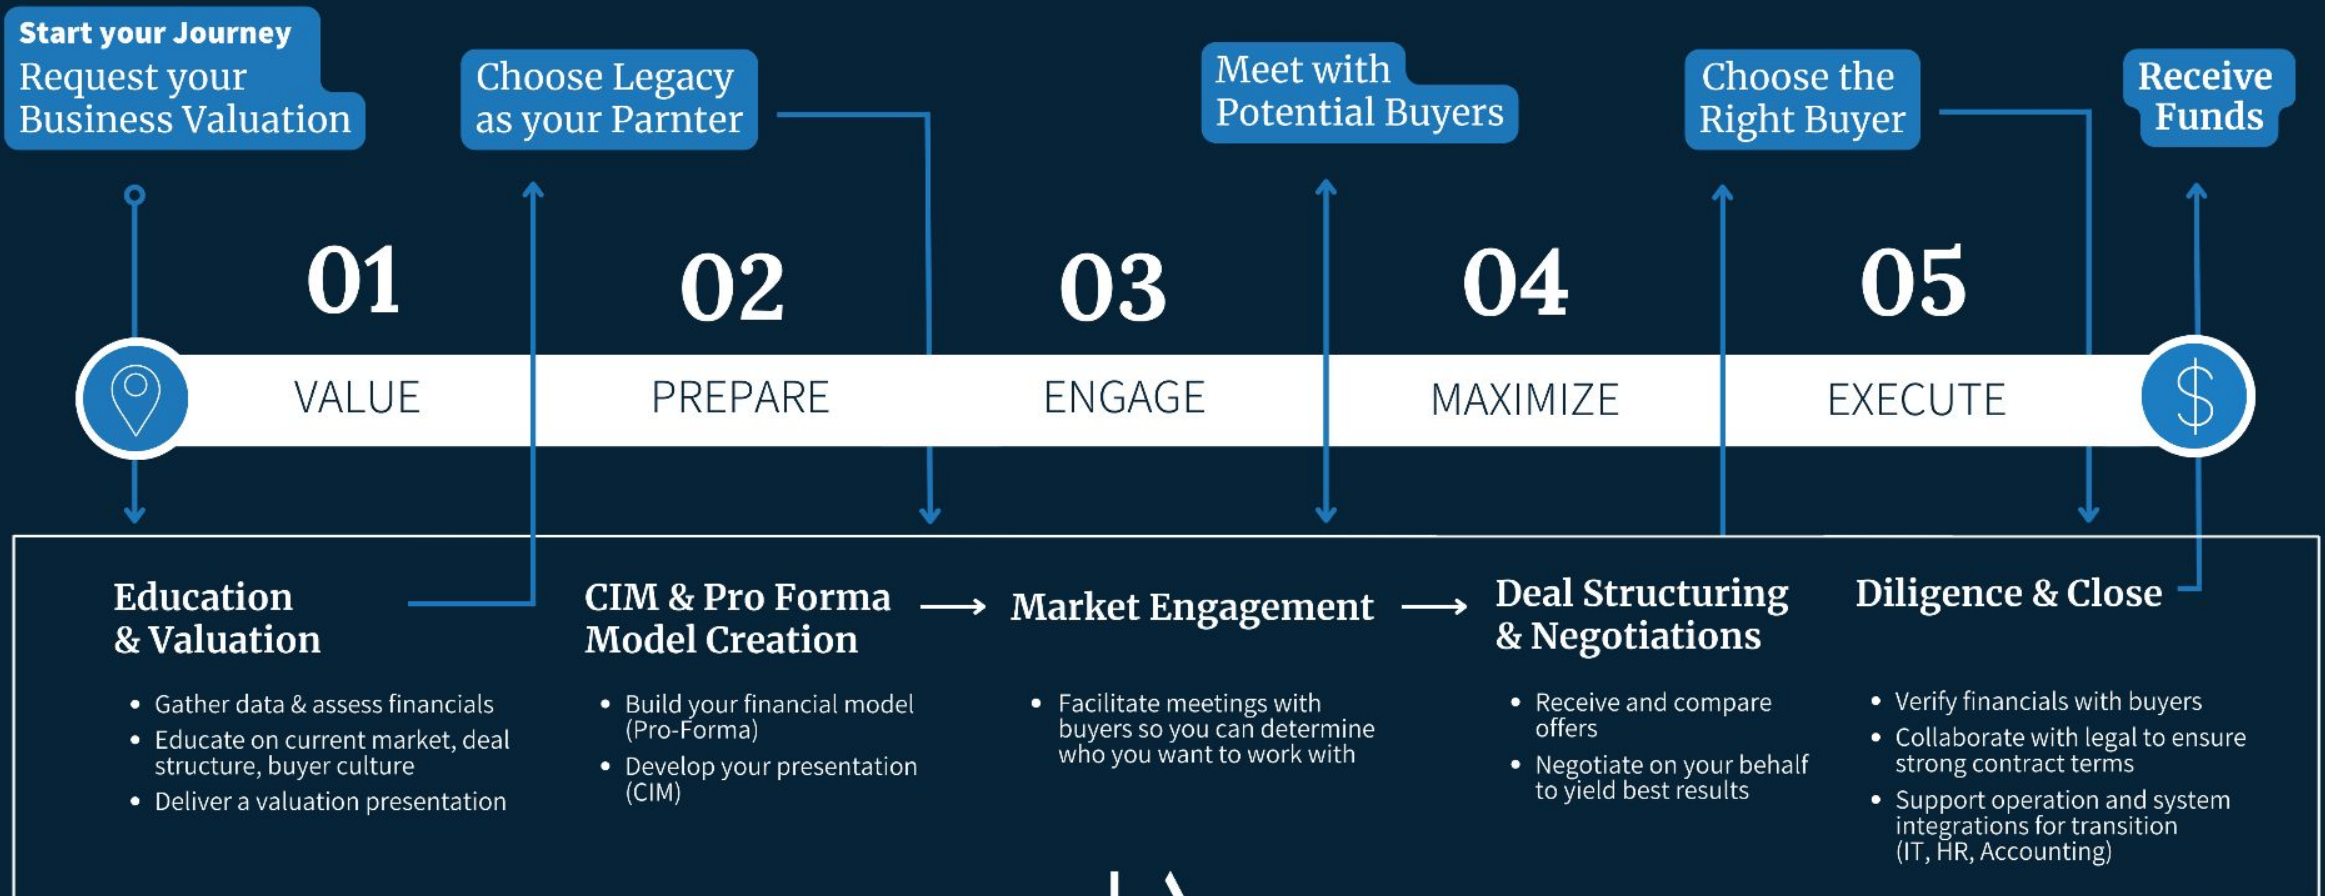 Start your Journey
Request your
Business Valuation
Choose Legacy
as your Parnter
Meet with
Potential Buyers
Choose the
Right Buyer
Receive
Funds
01
02
03
04
05
VALUE
PREPARE
ENGAGE
MAXIMIZE
EXECUTE
$
Education
& Valuation
• Gather data & assess financials
• Educate on current market, deal
structure, buyer culture
• Deliver a valuation presentation
CIM & Pro Forma
Model Creation
• Build your financial model
(Pro-Forma)
• Develop your presentation
(CIM)
Market Engagement
• Facilitate meetings with
buyers so you can determine
who you want to work with
Deal Structuring
& Negotiations
• Receive and compare
offers
• Negotiate on your behalf
to yield best results
Diligence & Close
• Verify financials with buyers
• Collaborate with legal to ensure
strong contract terms
• Support operation and system
integrations for transition
(IT, HR, Accounting)